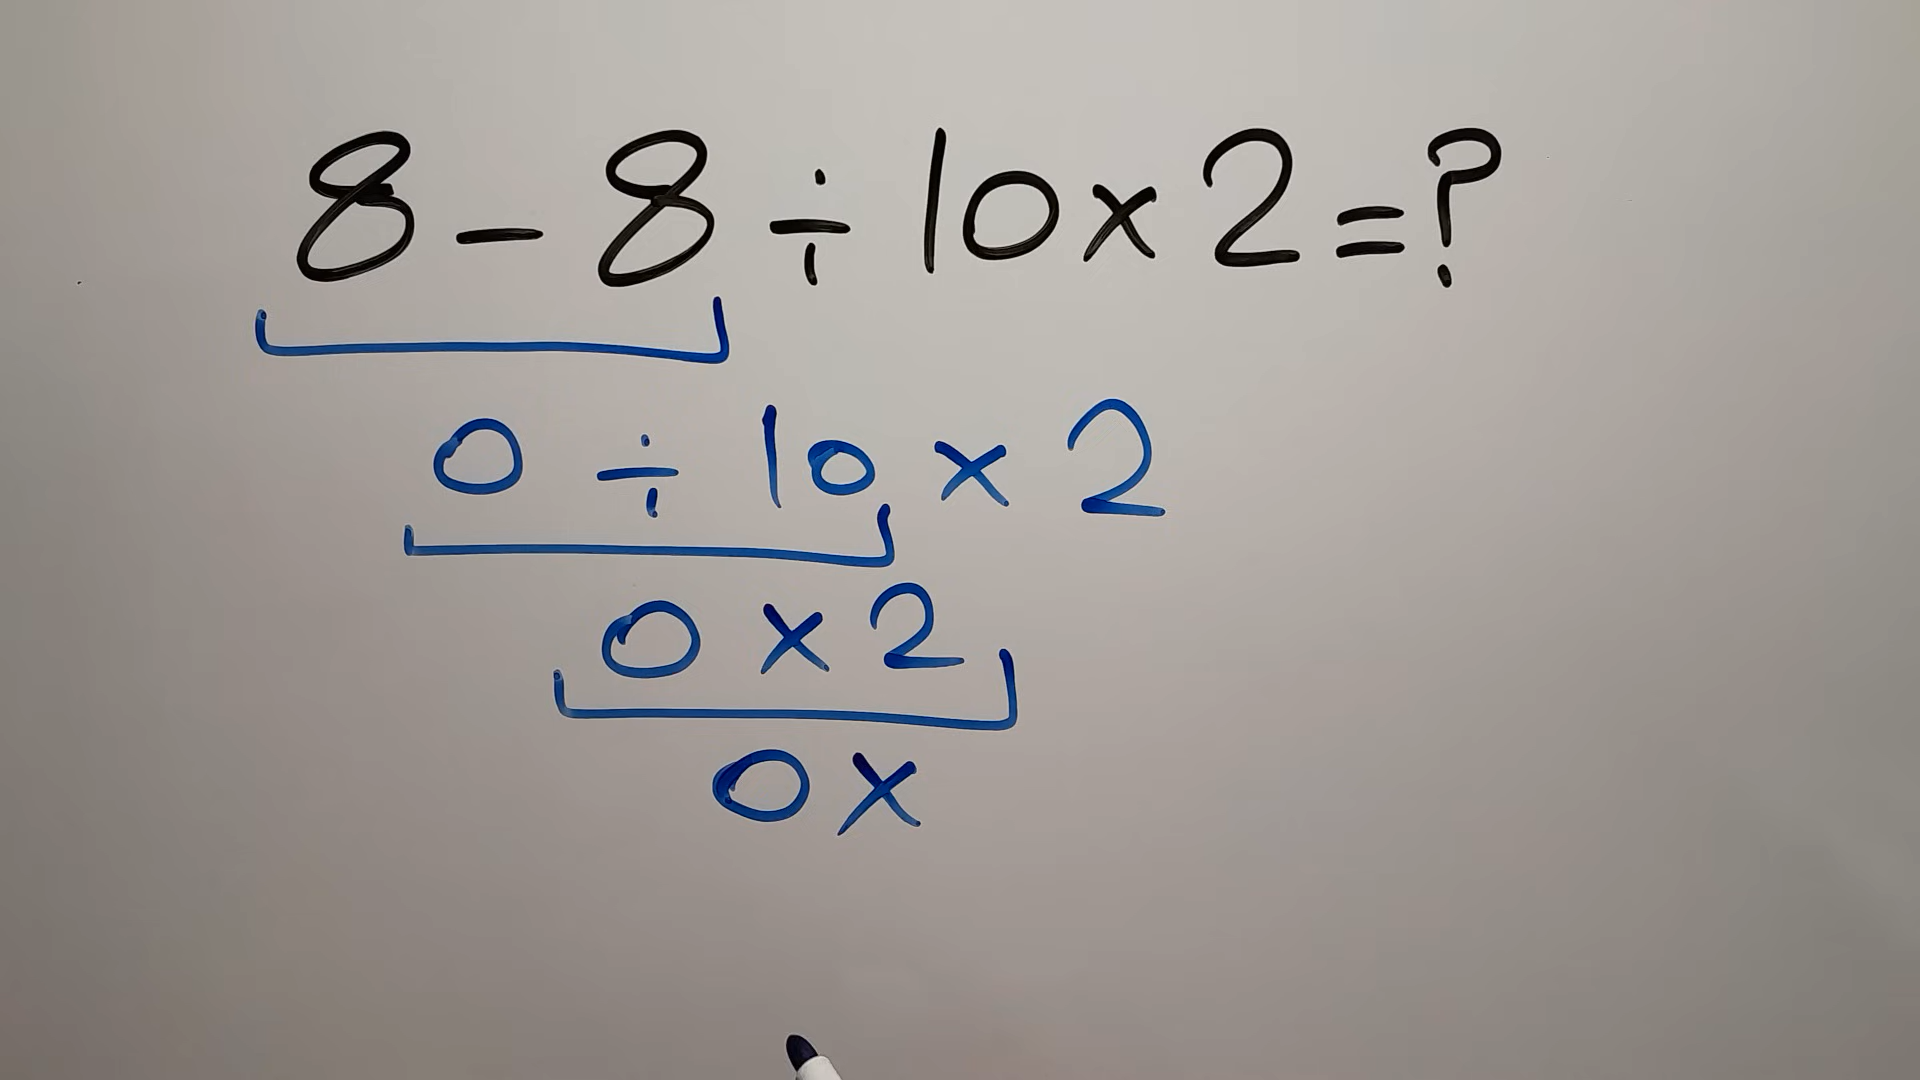 8 - 8 ÷ 10 × 2 = ?
0 ÷ 10 × 2
0 × 2
0 ×